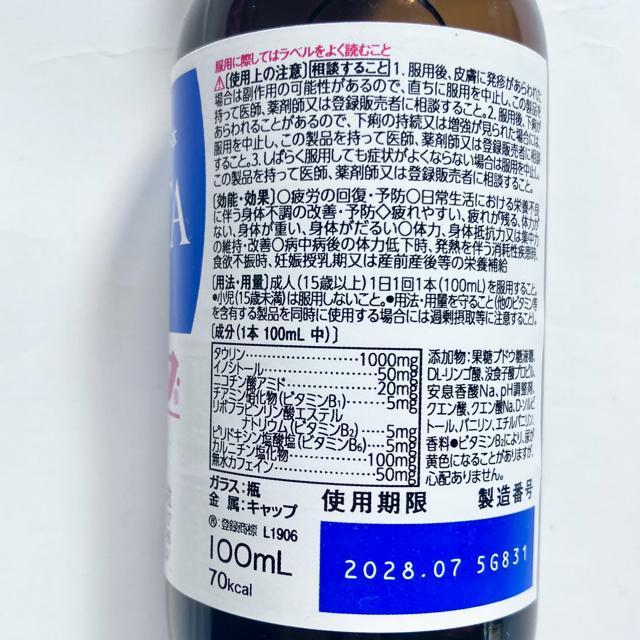 服用に際してはラベルをよく読むこと
⚠【使用上の注意】相談すること 1. 服用後、皮膚に発疹があらわれた
場合は副作用の可能性があるので、直ちに服用を中止し、この製品を
持って医師、薬剤師又は登録販売者に相談すること。2. 服用後、下痢が
あらわれることがあるので、下痢の持続又は増強が見られた場合には、
服用を中止し、この製品を持って医師、薬剤師又は登録販売者に相談
すること。3. しばらく服用しても症状がよくならない場合は服用を中止し、
この製品を持って医師、薬剤師又は登録販売者に相談すること。
【効能・効果】○疲労の回復・予防○日常生活における栄養不良
に伴う身体不調の改善・予防◇疲れやすい、疲れが残る、体力が
ない、身体が重い、身体がだるい○体力、身体抵抗力又は集中力
の維持・改善○病中病後の体力低下時、発熱を伴う消耗性疾患時、
食欲不振時、妊娠授乳期又は産前産後等の栄養補給
【用法・用量】成人(15歳以上)1日1回1本(100mL)を服用すること。
●小児(15歳未満)は服用しないこと。●用法・用量を守ること(他のビタミン等
を含有する製品を同時に使用する場合には過剰摂取等に注意すること)。
【成分(1本 100mL 中)】
タウリン 1000mg
イノシトール 50mg
ニコチン酸アミド 20mg
チアミン硝化物(ビタミンB₁) 5mg
リボフラビンリン酸エステル
ナトリウム(ビタミンB₂) 5mg
ピリドキシン塩酸塩(ビタミンB₆) 5mg
カルニチン塩化物 100mg
無水カフェイン 50mg
添加物:果糖ブドウ糖液糖、
DL-リンゴ酸、没食子酸プロピル、
安息香酸Na、pH調整剤、
クエン酸、クエン酸Na、D-ソルビ
トール、バニリン、エチルバニリン、
香料●ビタミンB₂により、尿が
黄色になることがありますが、
心配ありません。
ガラス:瓶
金 属:キャップ
使用期限
製造番号
®:登録商標 L1906
100mL
70kcal
2028.07 5G831